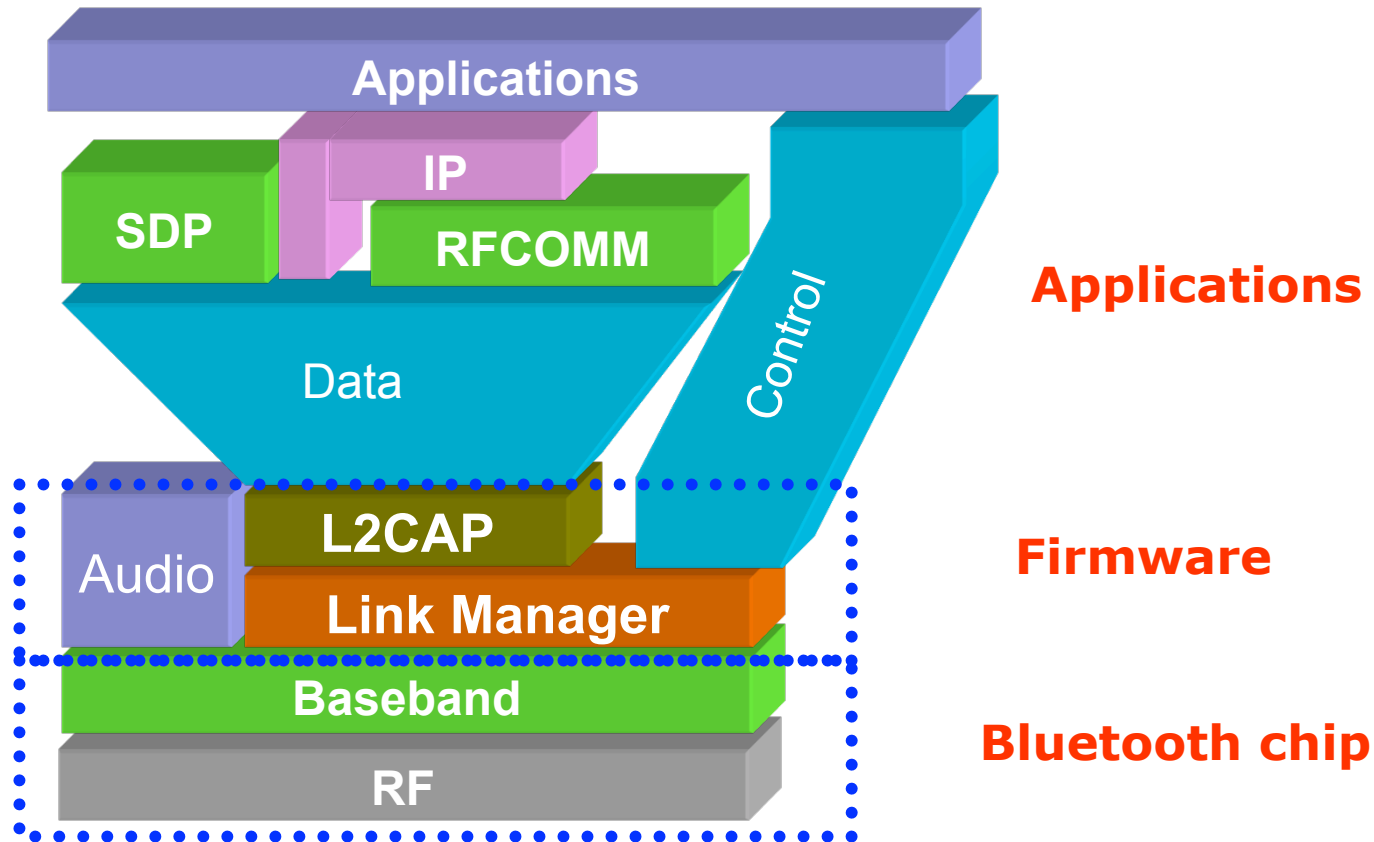 Applications
IP
SDP
RFCOMM
Applications
Control
Data
L2CAP
Audio
Firmware
Link Manager
Baseband
Bluetooth chip
RF